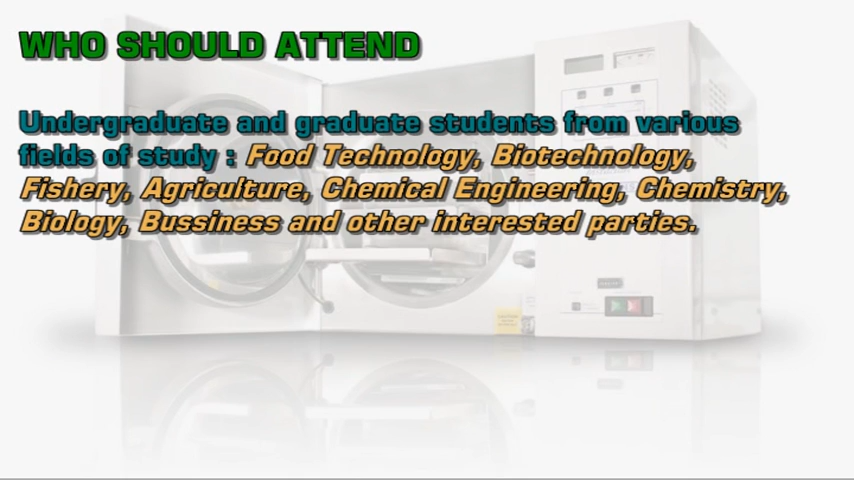 WHO SHOULD ATTEND
Undergraduate and graduate students from various
fields of study : Food Technology, Biotechnology,
Fishery, Agriculture, Chemical Engineering, Chemistry,
Biology, Bussiness and other interested parties.